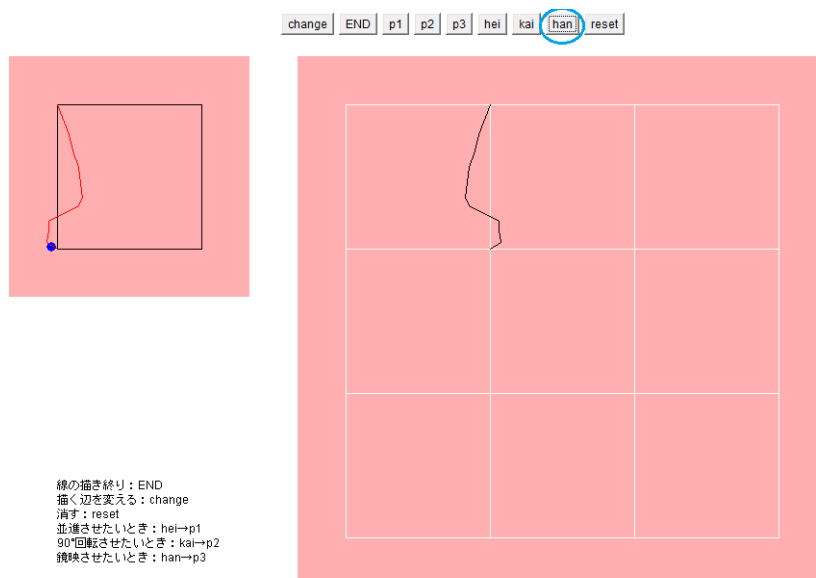 change END p1 p2 p3 hei kai han reset
線の描き終り：END
描く辺を変える：change
消す：reset
並進させたいとき：hei→p1
90°回転させたいとき：kai→p2
鏡映させたいとき：han→p3